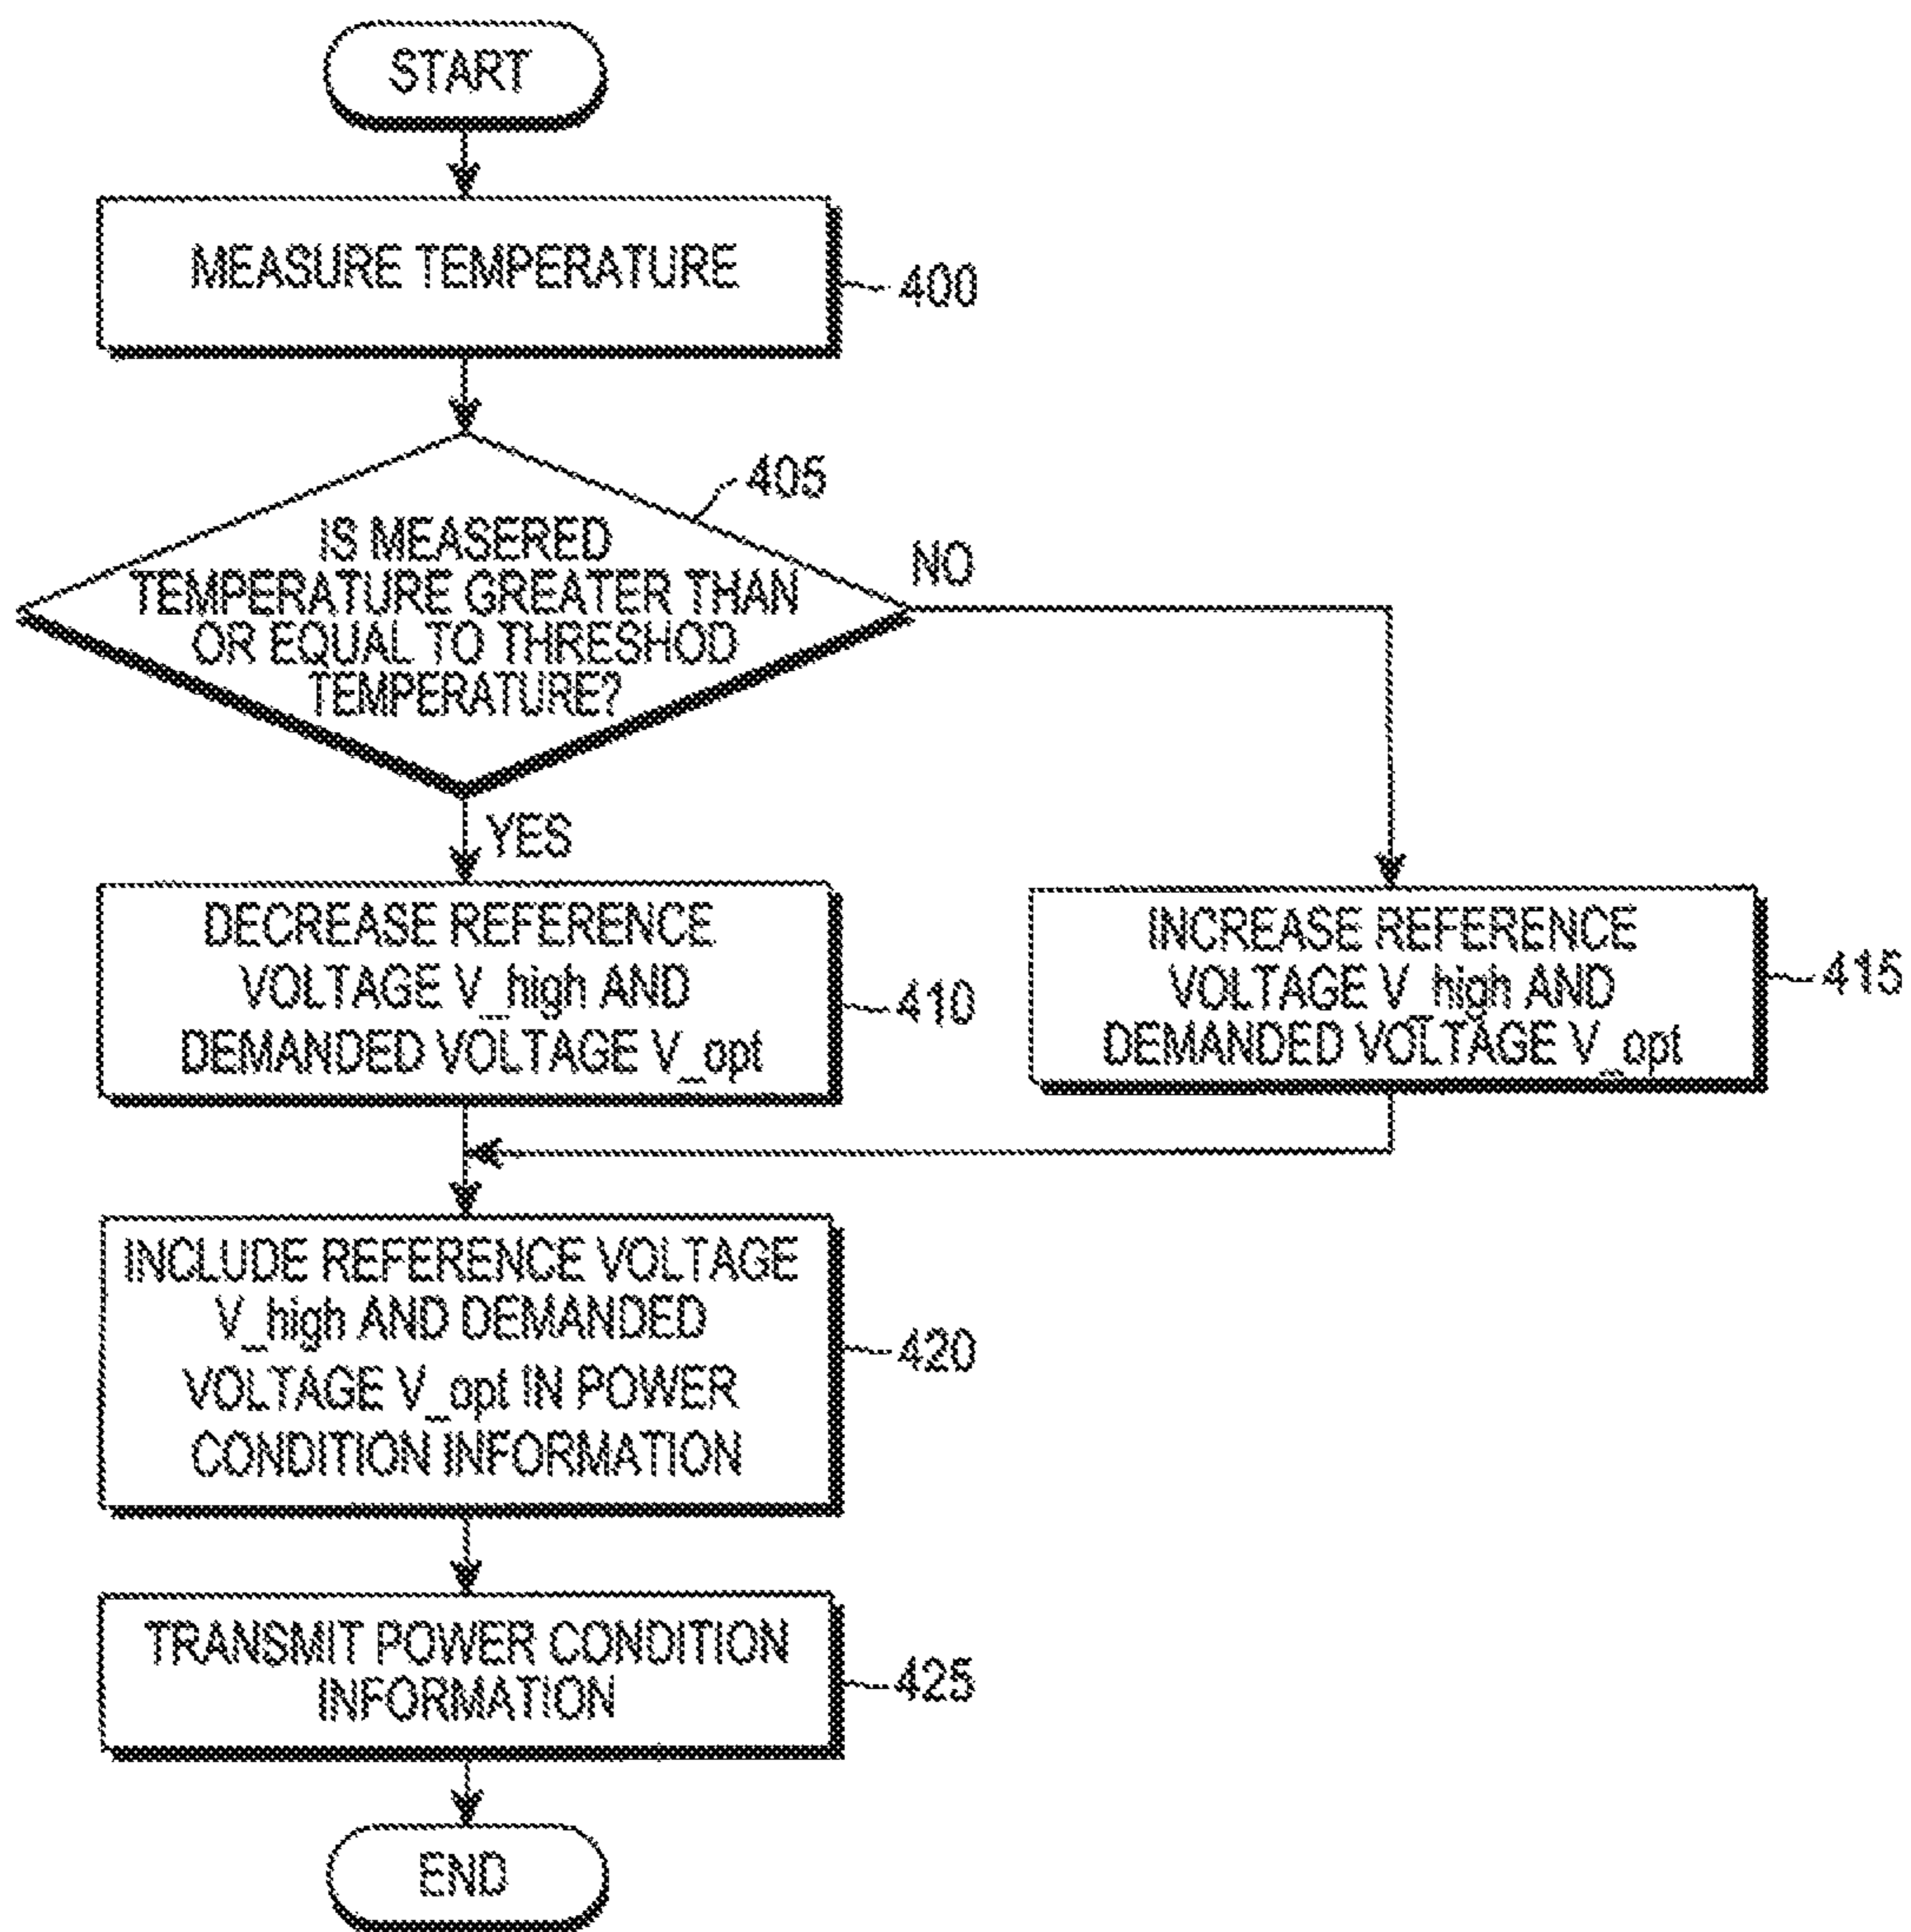 START
MEASURE TEMPERATURE
400
405
IS MEASERED
TEMPERATURE GREATER THAN
OR EQUAL TO THRESHOD
TEMPERATURE?
NO
YES
DECREASE REFERENCE
VOLTAGE V_high AND
DEMANDED VOLTAGE V_opt
410
INCREASE REFERENCE
VOLTAGE V_high AND
DEMANDED VOLTAGE V_opt
415
INCLUDE REFERENCE VOLTAGE
V_high AND DEMANDED
VOLTAGE V_opt IN POWER
CONDITION INFORMATION
420
TRANSMIT POWER CONDITION
INFORMATION
425
END